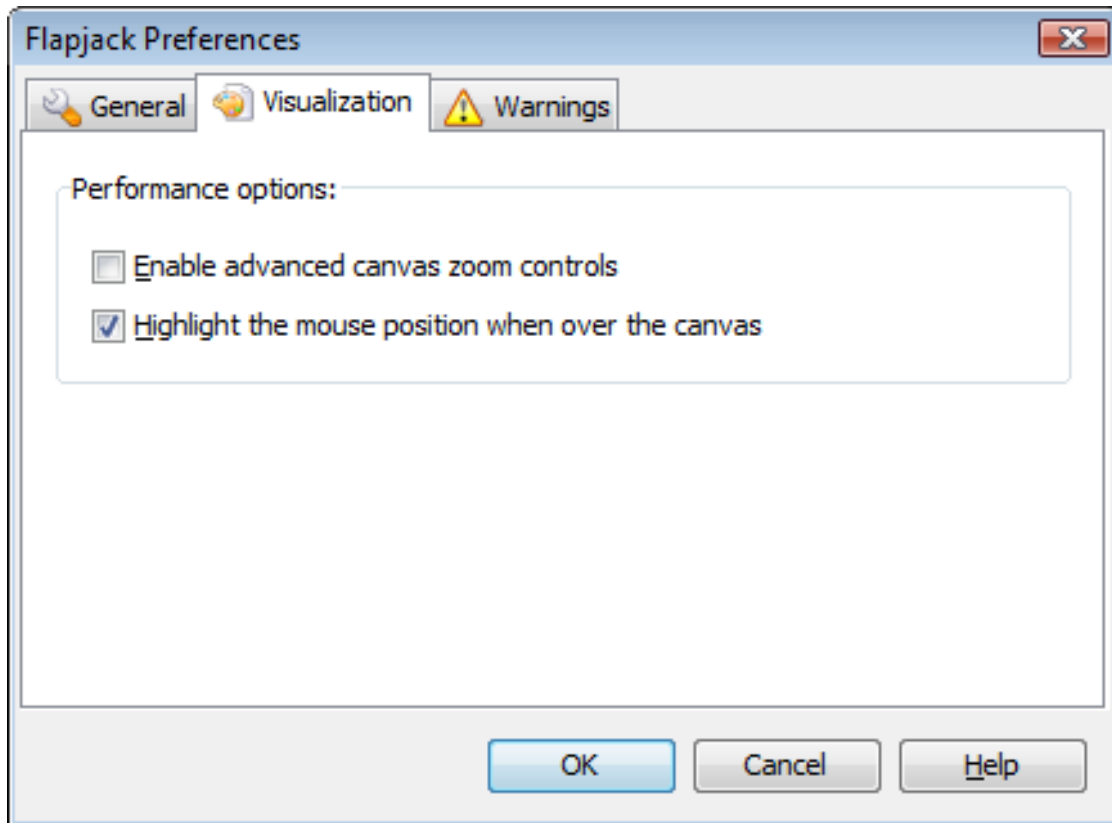 Flapjack Preferences
General Visualization Warnings
Performance options:
Enable advanced canvas zoom controls
Highlight the mouse position when over the canvas
OK Cancel Help